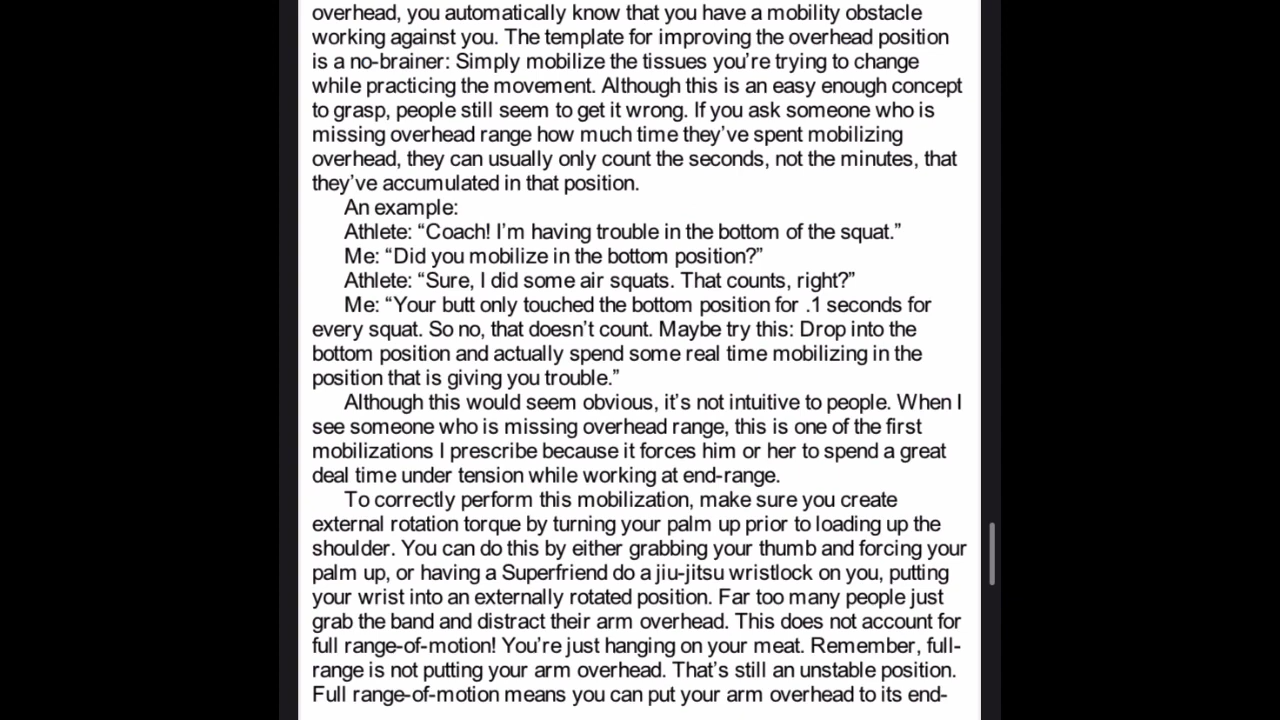 overhead, you automatically know that you have a mobility obstacle
working against you. The template for improving the overhead position
is a no-brainer: Simply mobilize the tissues you’re trying to change
while practicing the movement. Although this is an easy enough concept
to grasp, people still seem to get it wrong. If you ask someone who is
missing overhead range how much time they’ve spent mobilizing
overhead, they can usually only count the seconds, not the minutes, that
they’ve accumulated in that position.
An example:
Athlete: “Coach! I’m having trouble in the bottom of the squat.”
Me: “Did you mobilize in the bottom position?”
Athlete: “Sure, I did some air squats. That counts, right?”
Me: “Your butt only touched the bottom position for .1 seconds for
every squat. So no, that doesn’t count. Maybe try this: Drop into the
bottom position and actually spend some real time mobilizing in the
position that is giving you trouble.”
Although this would seem obvious, it’s not intuitive to people. When I
see someone who is missing overhead range, this is one of the first
mobilizations I prescribe because it forces him or her to spend a great
deal time under tension while working at end-range.
To correctly perform this mobilization, make sure you create
external rotation torque by turning your palm up prior to loading up the
shoulder. You can do this by either grabbing your thumb and forcing your
palm up, or having a Superfriend do a jiu-jitsu wristlock on you, putting
your wrist into an externally rotated position. Far too many people just
grab the band and distract their arm overhead. This does not account for
full range-of-motion! You’re just hanging on your meat. Remember, full-
range is not putting your arm overhead. That’s still an unstable position.
Full range-of-motion means you can put your arm overhead to its end-